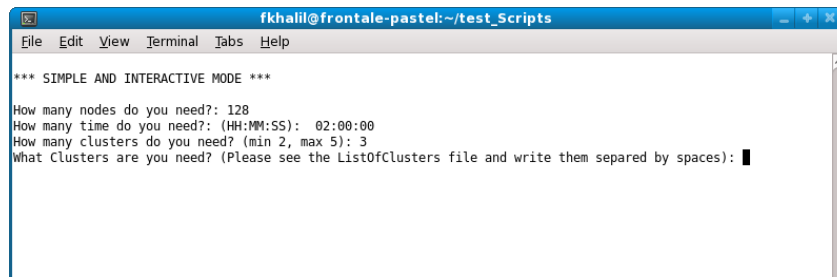 fkhalil@frontale-pastel:~/test_Scripts
File Edit View Terminal Tabs Help
*** SIMPLE AND INTERACTIVE MODE ***
How many nodes do you need?: 128
How many time do you need?: (HH:MM:SS):  02:00:00
How many clusters do you need? (min 2, max 5): 3
What Clusters are you need? (Please see the ListOfClusters file and write them separed by spaces):